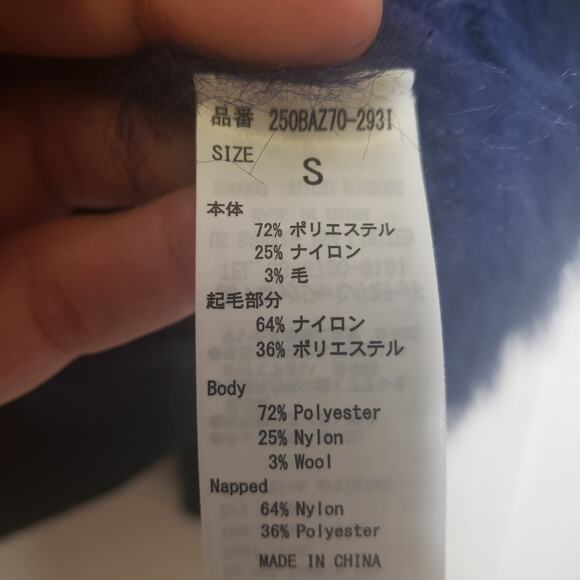 品番 250BAZ70-293I
SIZE
S
本体
72% ポリエステル
25% ナイロン
3% 毛
起毛部分
64% ナイロン
36% ポリエステル
Body
72% Polyester
25% Nylon
3% Wool
Napped
64% Nylon
36% Polyester
MADE IN CHINA